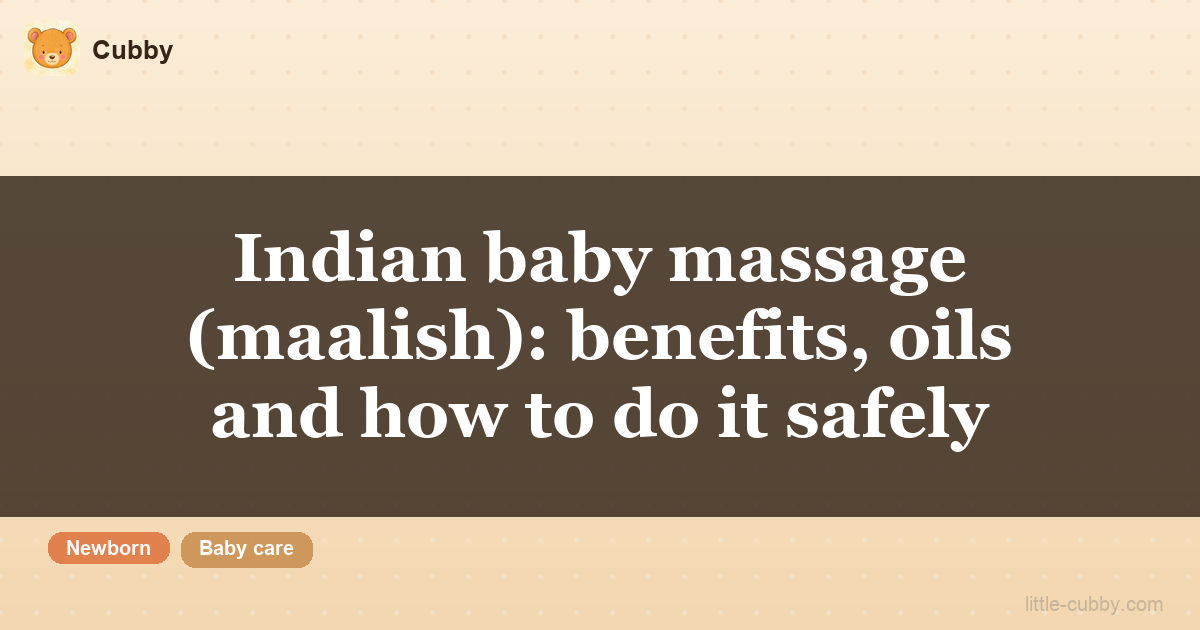 Cubby
Indian baby massage
(maalish): benefits, oils
and how to do it safely
Newborn
Baby care
little-cubby.com